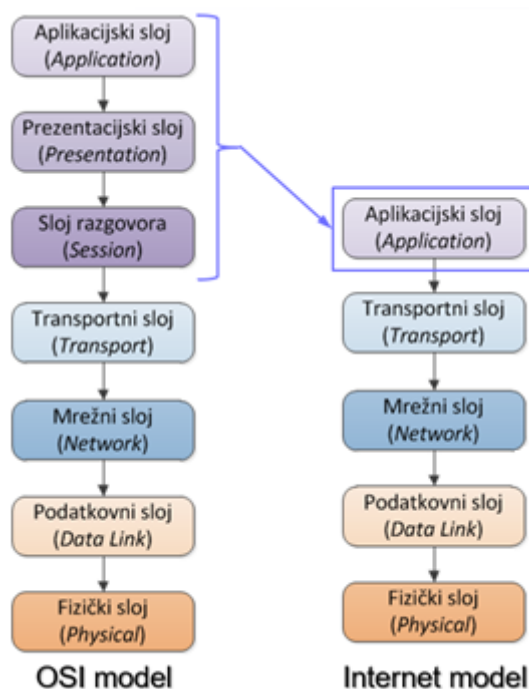 Aplikacijski sloj
(Application)
Prezentacijski sloj
(Presentation)
Sloj razgovora
(Session)
Transportni sloj
(Transport)
Mrežni sloj
(Network)
Podatkovni sloj
(Data Link)
Fizički sloj
(Physical)
OSI model
Aplikacijski sloj
(Application)
Transportni sloj
(Transport)
Mrežni sloj
(Network)
Podatkovni sloj
(Data Link)
Fizički sloj
(Physical)
Internet model